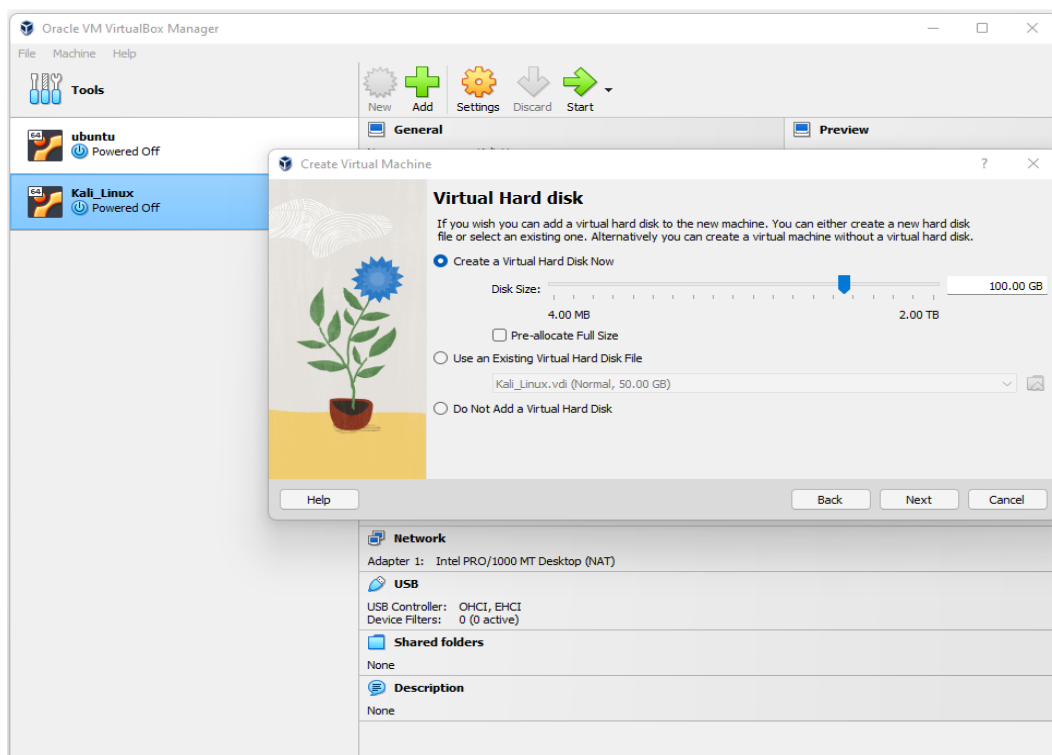 Oracle VM VirtualBox Manager
File Machine Help
Tools
New Add Settings Discard Start
64
ubuntu
Powered Off
64
Kali_Linux
Powered Off
General
Preview
Create Virtual Machine
?
Virtual Hard disk
If you wish you can add a virtual hard disk to the new machine. You can either create a new hard disk
file or select an existing one. Alternatively you can create a virtual machine without a virtual hard disk.
Create a Virtual Hard Disk Now
Disk Size:
100.00 GB
4.00 MB
2.00 TB
Pre-allocate Full Size
Use an Existing Virtual Hard Disk File
Kali_Linux.vdi (Normal, 50.00 GB)
Do Not Add a Virtual Hard Disk
Help
Back
Next
Cancel
Network
Adapter 1: Intel PRO/1000 MT Desktop (NAT)
USB
USB Controller: OHCI, EHCI
Device Filters: 0 (0 active)
Shared folders
None
Description
None